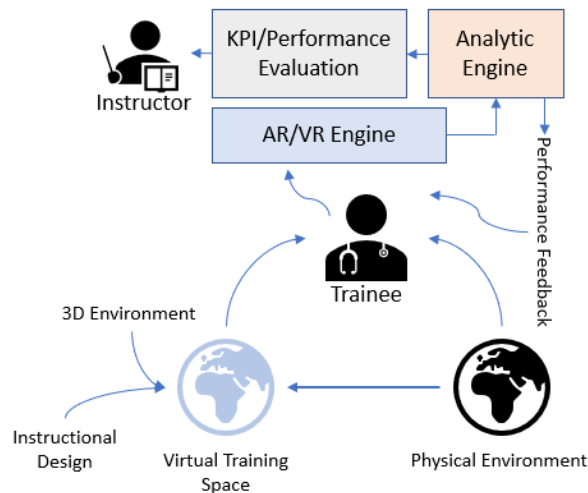 KPI/Performance
Evaluation
Analytic
Engine
Instructor
AR/VR Engine
Performance Feedback
Trainee
3D Environment
Instructional
Design
Virtual Training
Space
Physical Environment